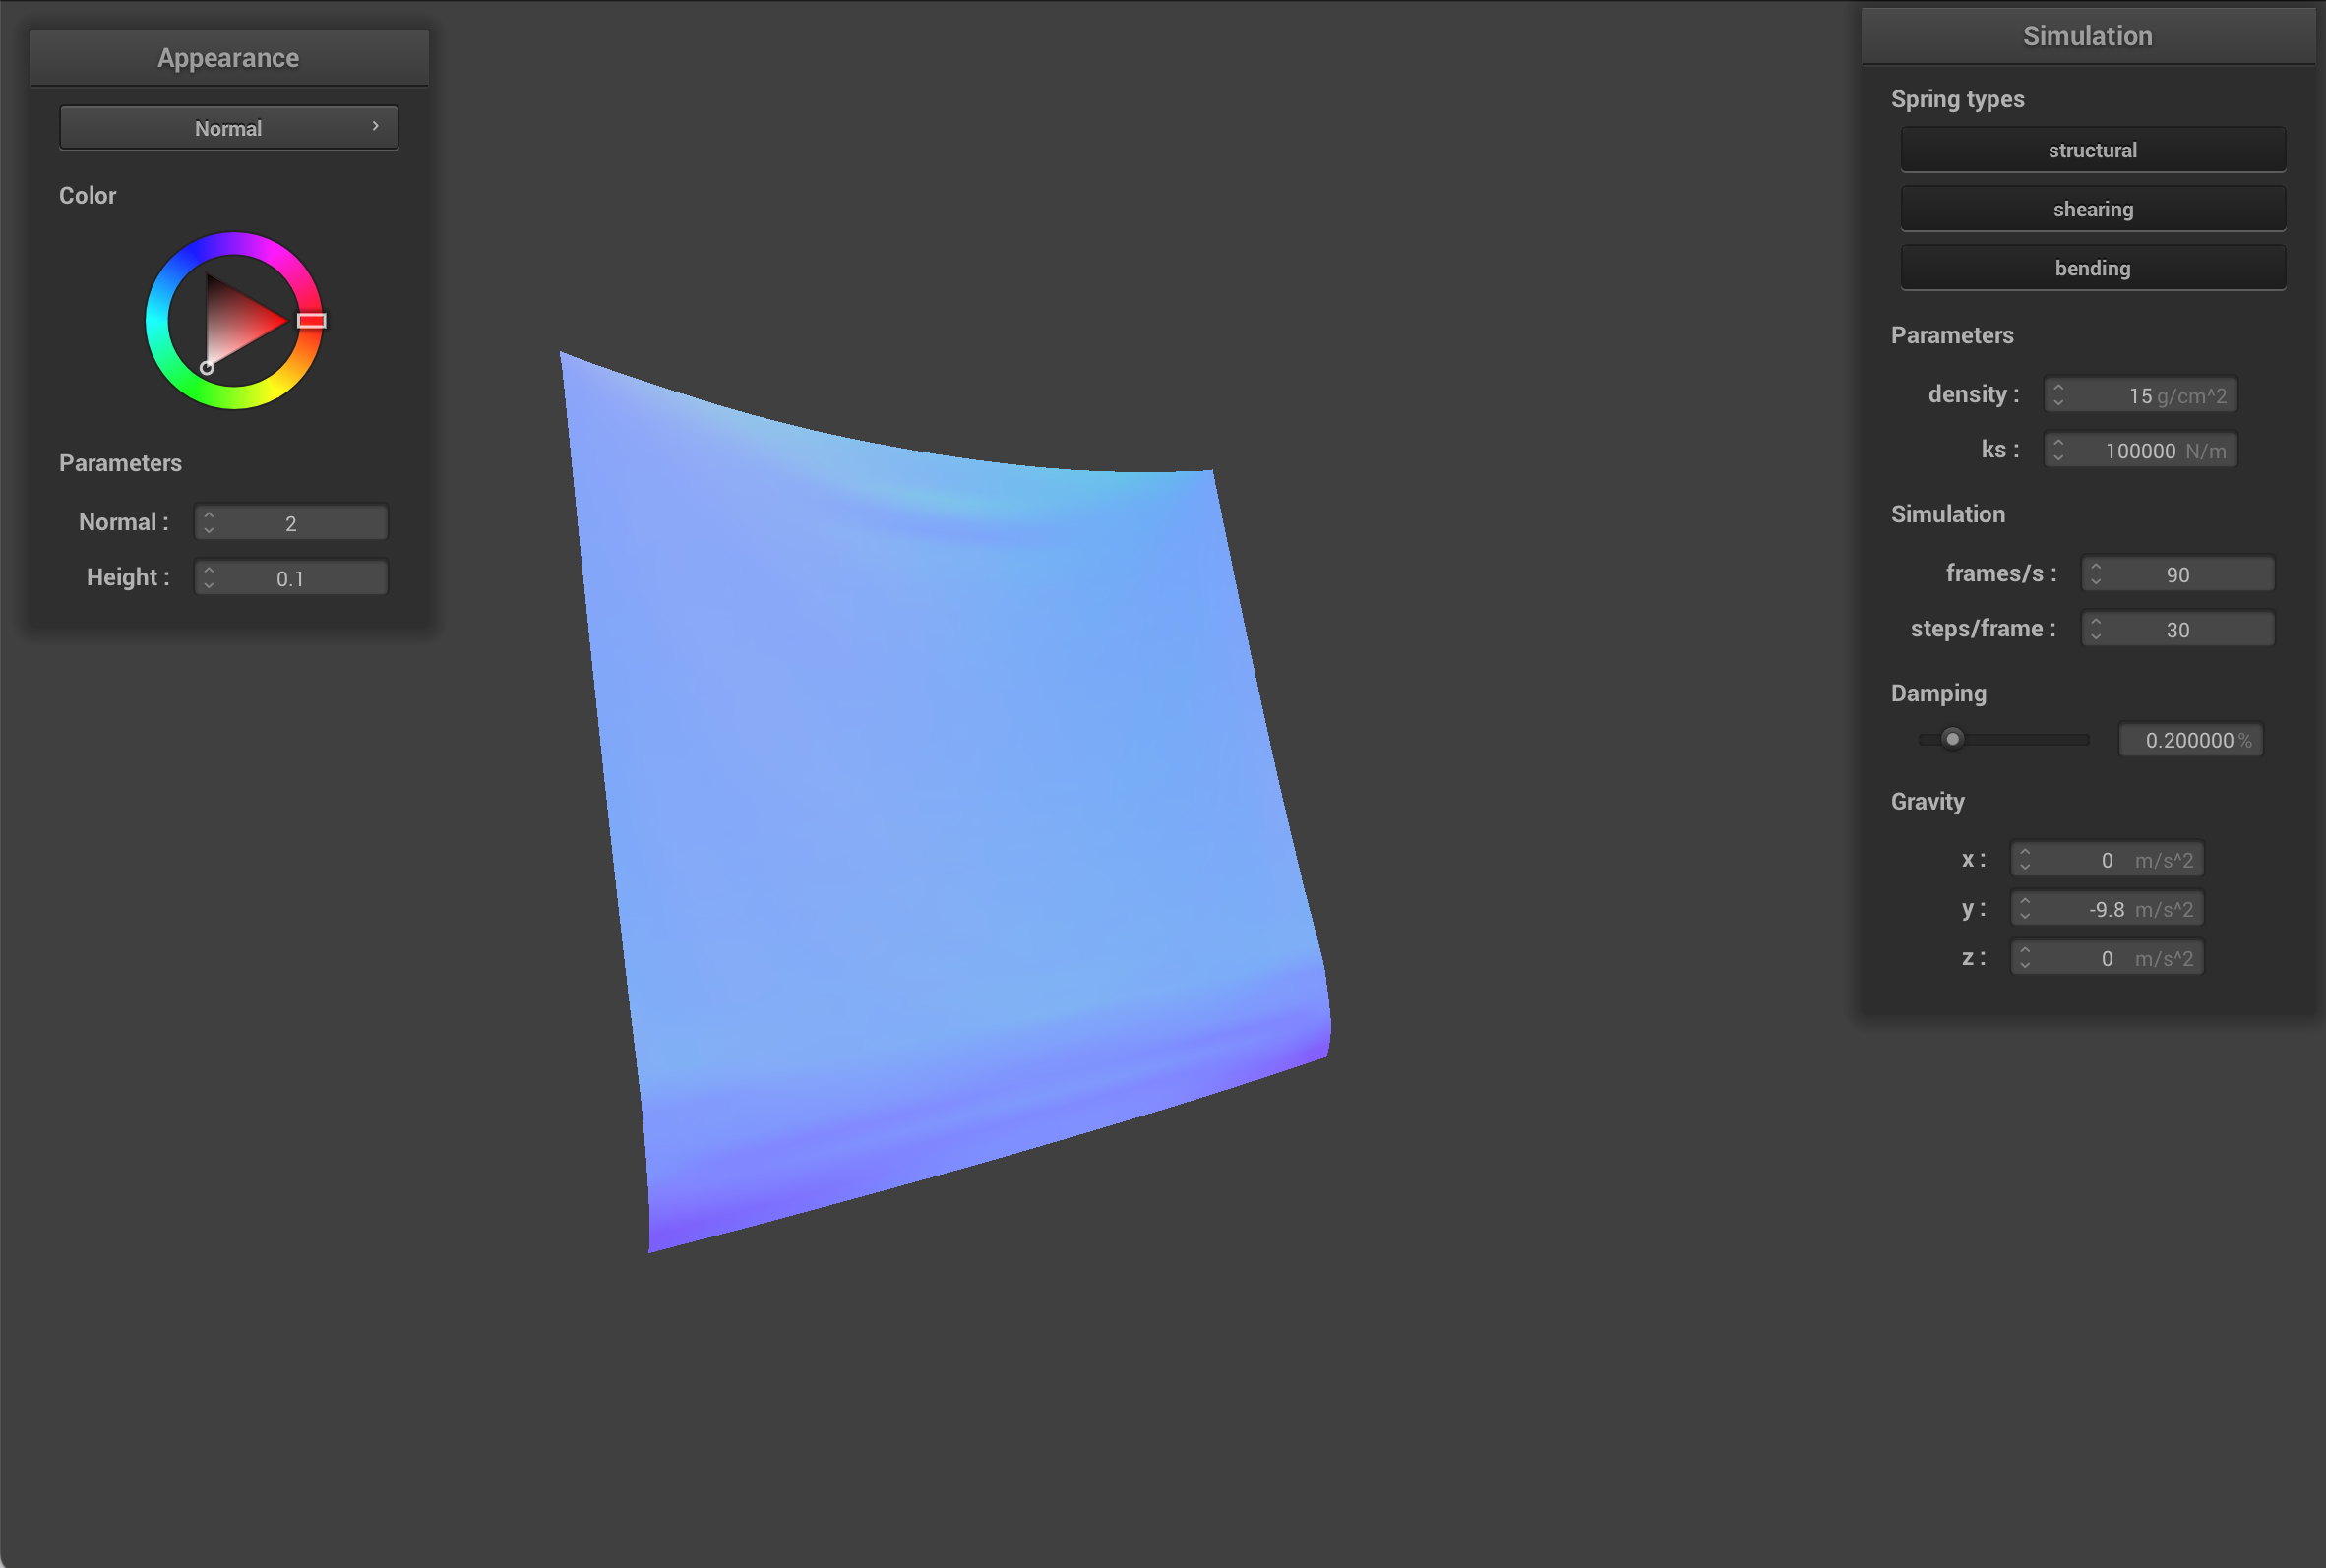 Appearance
Normal
Color
Parameters
Normal : 2
Height : 0.1
Simulation
Spring types
structural
shearing
bending
Parameters
density : 15 g/cm^2
ks : 100000 N/m
Simulation
frames/s : 90
steps/frame : 30
Damping
0.200000 %
Gravity
x : 0 m/s^2
y : -9.8 m/s^2
z : 0 m/s^2